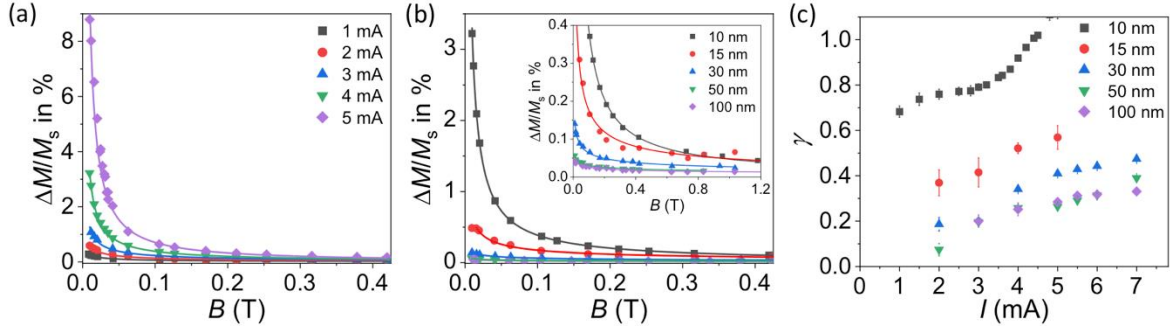 (a)
ΔM/Mₛ in %
8
6
4
2
0
0.0 0.1 0.2 0.3 0.4
B (T)
1 mA
2 mA
3 mA
4 mA
5 mA
(b)
ΔM/Mₛ in %
3
2
1
0
0.0 0.1 0.2 0.3 0.4
B (T)
ΔM/Mₛ in %
0.4
0.3
0.2
0.1
0.0
0.0 0.4 0.8 1.2
B (T)
10 nm
15 nm
30 nm
50 nm
100 nm
(c)
γ
1.0
0.8
0.6
0.4
0.2
0.0
0 1 2 3 4 5 6 7
I (mA)
10 nm
15 nm
30 nm
50 nm
100 nm